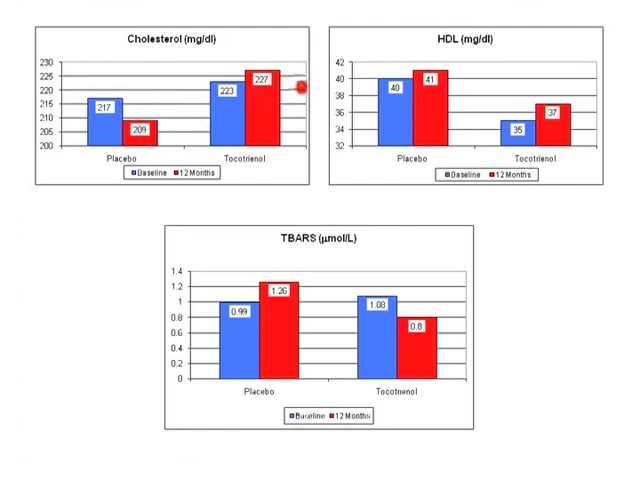 Cholesterol (mg/dl)
230
225
220
215
210
205
200
217
209
223
227
Placebo
Tocotrienol
Baseline
12 Months
HDL (mg/dl)
42
40
38
36
34
32
40
41
35
37
Placebo
Tocotrienol
Baseline
12 Months
TBARS (µmol/L)
1.4
1.2
1
0.8
0.6
0.4
0.2
0
0.99
1.26
1.08
0.8
Placebo
Tocotrienol
Baseline
12 Months